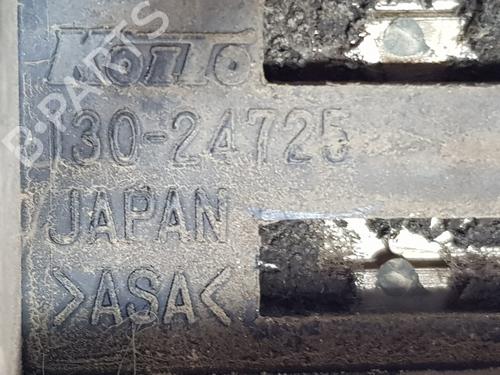 KOITO
130-24725
JAPAN
>ASA<
B-PARTS